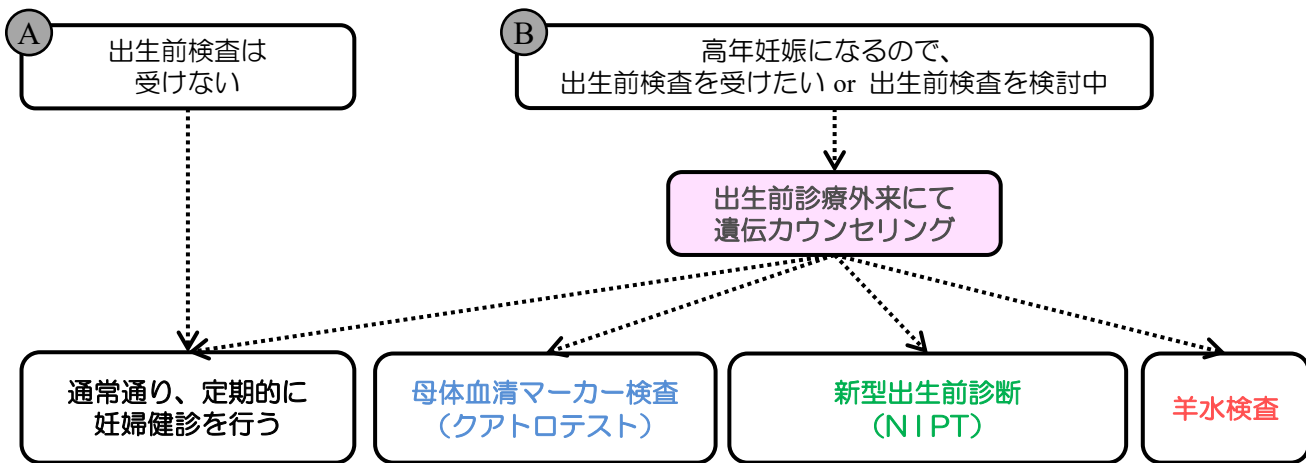 A
出生前検査は
受けない
B
高年妊娠になるので、
出生前検査を受けたい or 出生前検査を検討中
出生前診療外来にて
遺伝カウンセリング
通常通り、定期的に
妊婦健診を行う
母体血清マーカー検査
（クアトロテスト）
新型出生前診断
（NIPT）
羊水検査